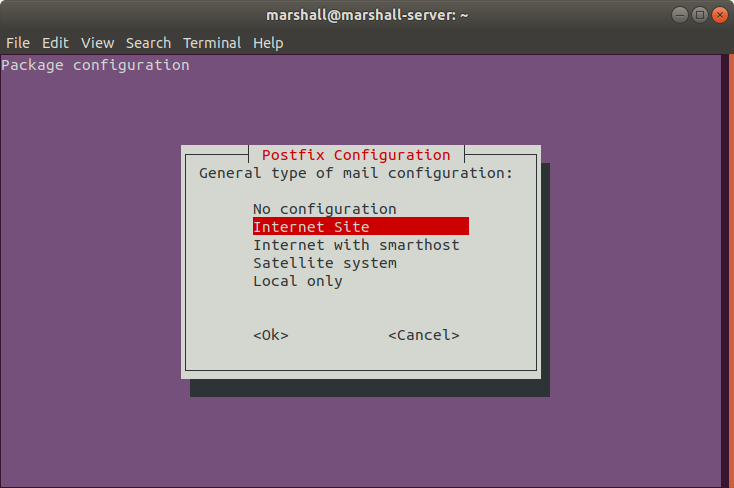 marshall@marshall-server: ~
File Edit View Search Terminal Help
Package configuration
Postfix Configuration
General type of mail configuration:
No configuration
Internet Site
Internet with smarthost
Satellite system
Local only
<Ok> <Cancel>